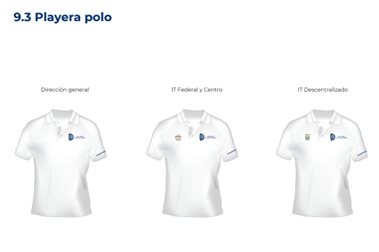 9.3 Playera polo
Dirección general
IT Federal y Centro
IT Descentralizado